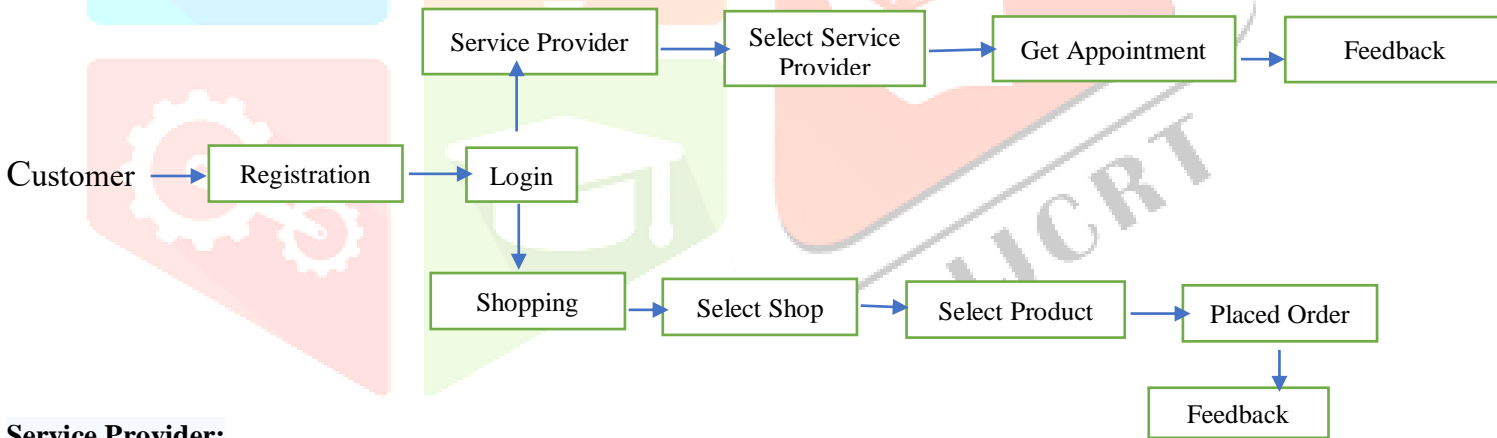 Service Provider
Select Service
Provider
Get Appointment
Feedback
Customer
Registration
Login
IJCRT
Shopping
Select Shop
Select Product
Placed Order
Feedback
Service Provider: